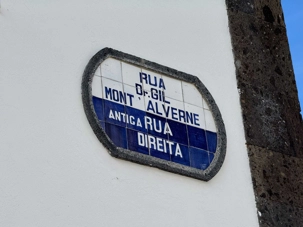 RUA
Dr. GIL
MONT' ALVERNE
ANTIGA RUA
DIREITA